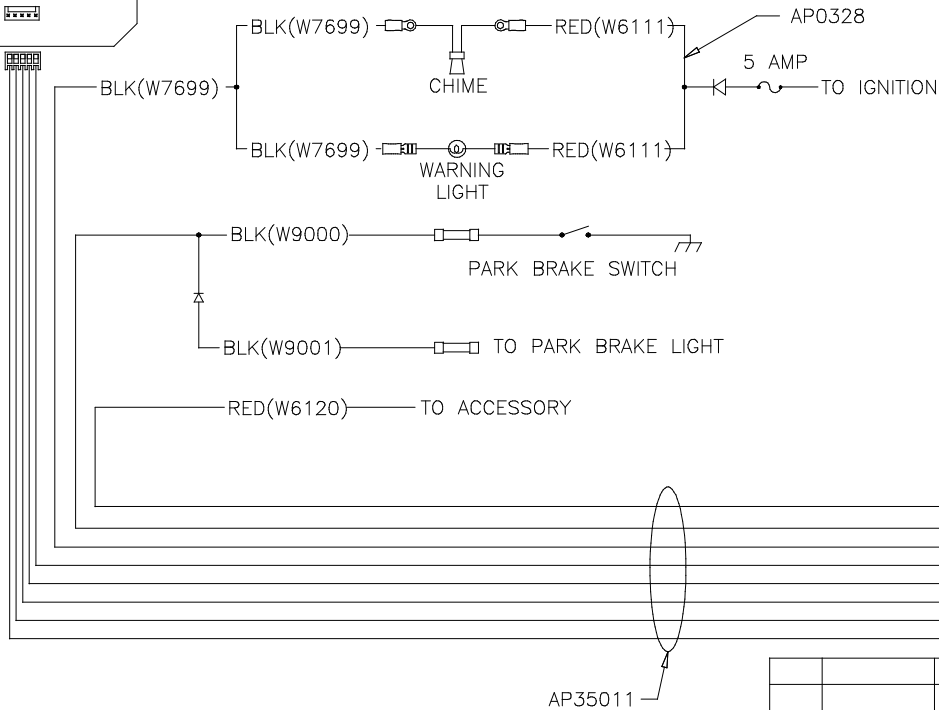 BLK(W7699)
RED(W6111)
AP0328
CHIME
5 AMP
BLK(W7699)
TO IGNITION
BLK(W7699)
RED(W6111)
WARNING
LIGHT
BLK(W9000)
PARK BRAKE SWITCH
BLK(W9001)
TO PARK BRAKE LIGHT
RED(W6120)
TO ACCESSORY
AP35011